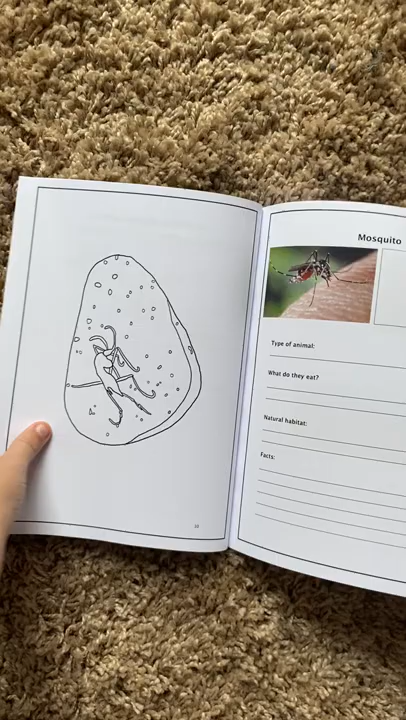 Mosquito
Type of animal:
What do they eat?
Natural habitat:
Facts: